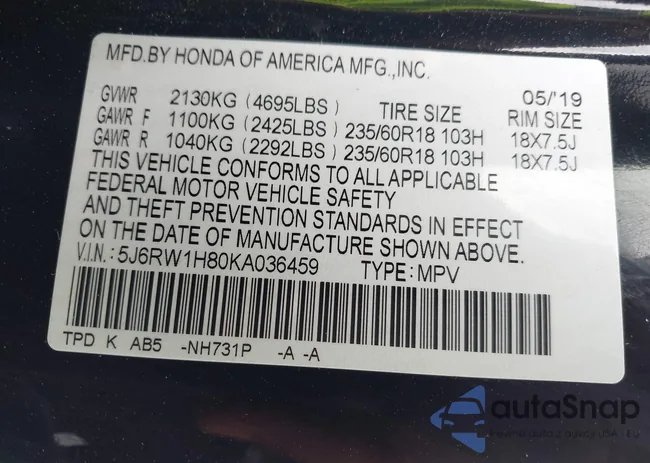 MFD.BY HONDA OF AMERICA MFG.,INC.
05/'19
GVWR 2130KG (4695LBS) TIRE SIZE RIM SIZE
GAWR F 1100KG (2425LBS) 235/60R18 103H 18X7.5J
GAWR R 1040KG (2292LBS) 235/60R18 103H 18X7.5J
THIS VEHICLE CONFORMS TO ALL APPLICABLE
FEDERAL MOTOR VEHICLE SAFETY
AND THEFT PREVENTION STANDARDS IN EFFECT
ON THE DATE OF MANUFACTURE SHOWN ABOVE.
V.I.N.:5J6RW1H80KA036459 TYPE:MPV
TPD K AB5 -NH731P -A -A
autoSnap